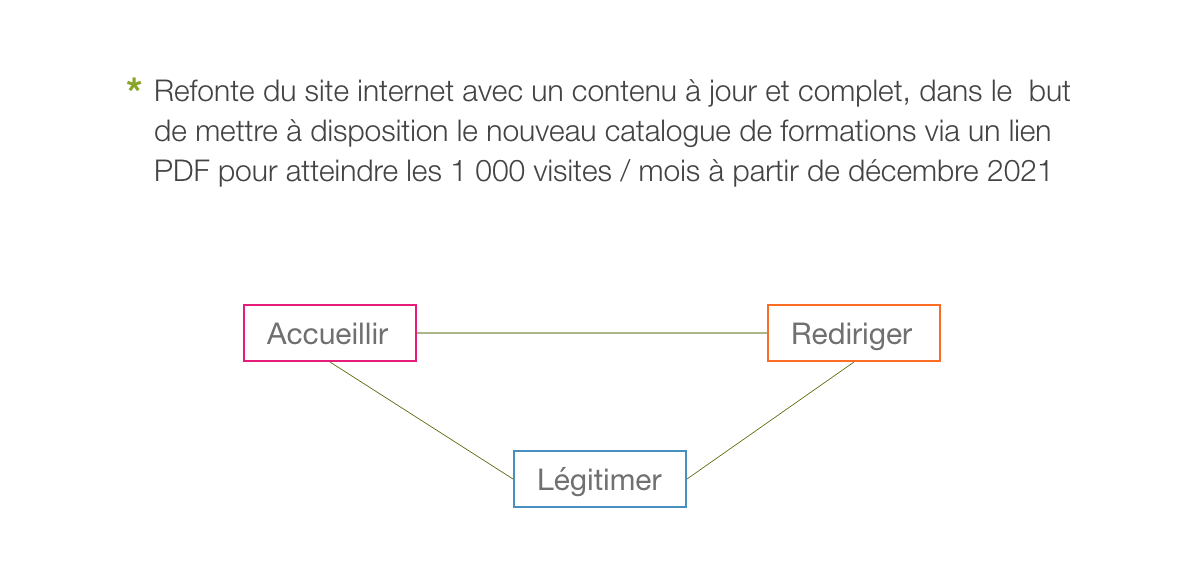 * Refonte du site internet avec un contenu à jour et complet, dans le  but
de mettre à disposition le nouveau catalogue de formations via un lien
PDF pour atteindre les 1 000 visites / mois à partir de décembre 2021
Accueillir
Rediriger
Légitimer